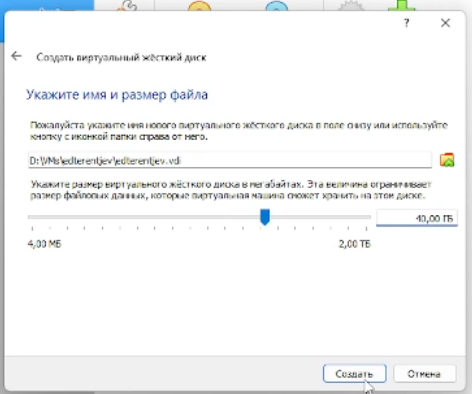 ?
Создать виртуальный жёсткий диск
Укажите имя и размер файла
Пожалуйста укажите имя нового виртуального жёсткого диска в поле снизу или используйте
кнопку с иконкой папки справа от него.
D:\VMs\edterentjev\edterentjev.vdi
Укажите размер виртуального жёсткого диска в мегабайтах. Эта величина ограничивает
размер файловых данных, которые виртуальная машина сможет хранить на этом диске.
40,00 ГБ
4,00 МБ 2,00 ТБ
Создать Отмена